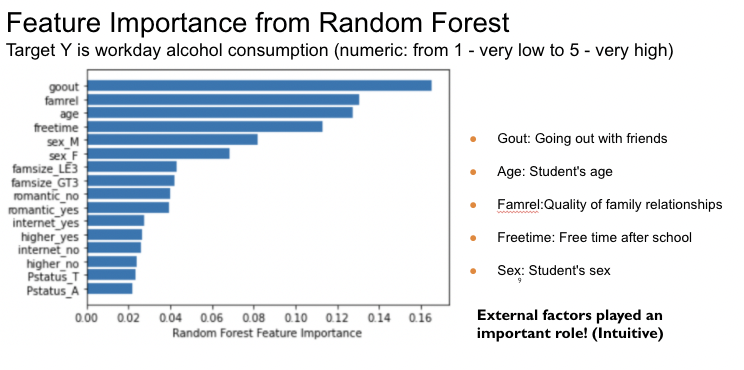 Feature Importance from Random Forest
Target Y is workday alcohol consumption (numeric: from 1 - very low to 5 - very high)
goout
famrel
age
freetime
sex_M
sex_F
famsize_LE3
famsize_GT3
romantic_no
romantic_yes
internet_yes
higher_yes
internet_no
higher_no
Pstatus_T
Pstatus_A
0.00 0.02 0.04 0.06 0.08 0.10 0.12 0.14 0.16
Random Forest Feature Importance
• Gout: Going out with friends
• Age: Student's age
• Famrel:Quality of family relationships
• Freetime: Free time after school
• Sex: Student's sex
9
External factors played an
important role! (Intuitive)